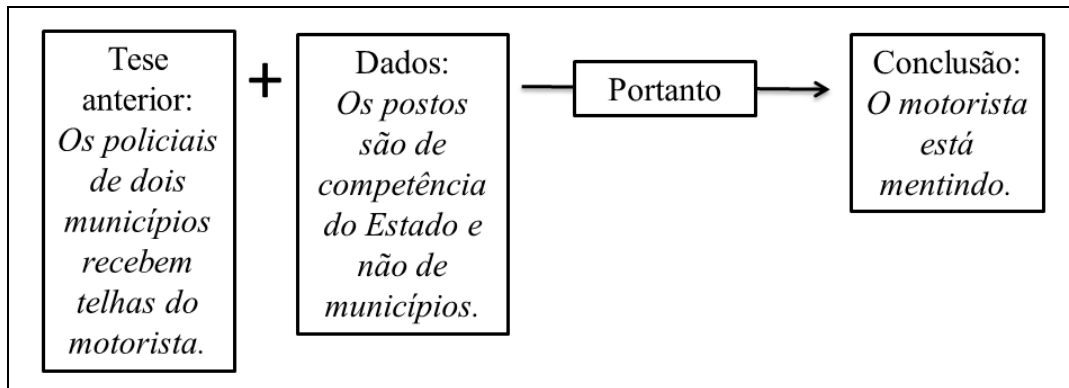 Tese
anterior:
Os policiais
de dois
municípios
recebem
telhas do
motorista.
+
Dados:
Os postos
são de
competência
do Estado e
não de
municípios.
Portanto
Conclusão:
O motorista
está
mentindo.